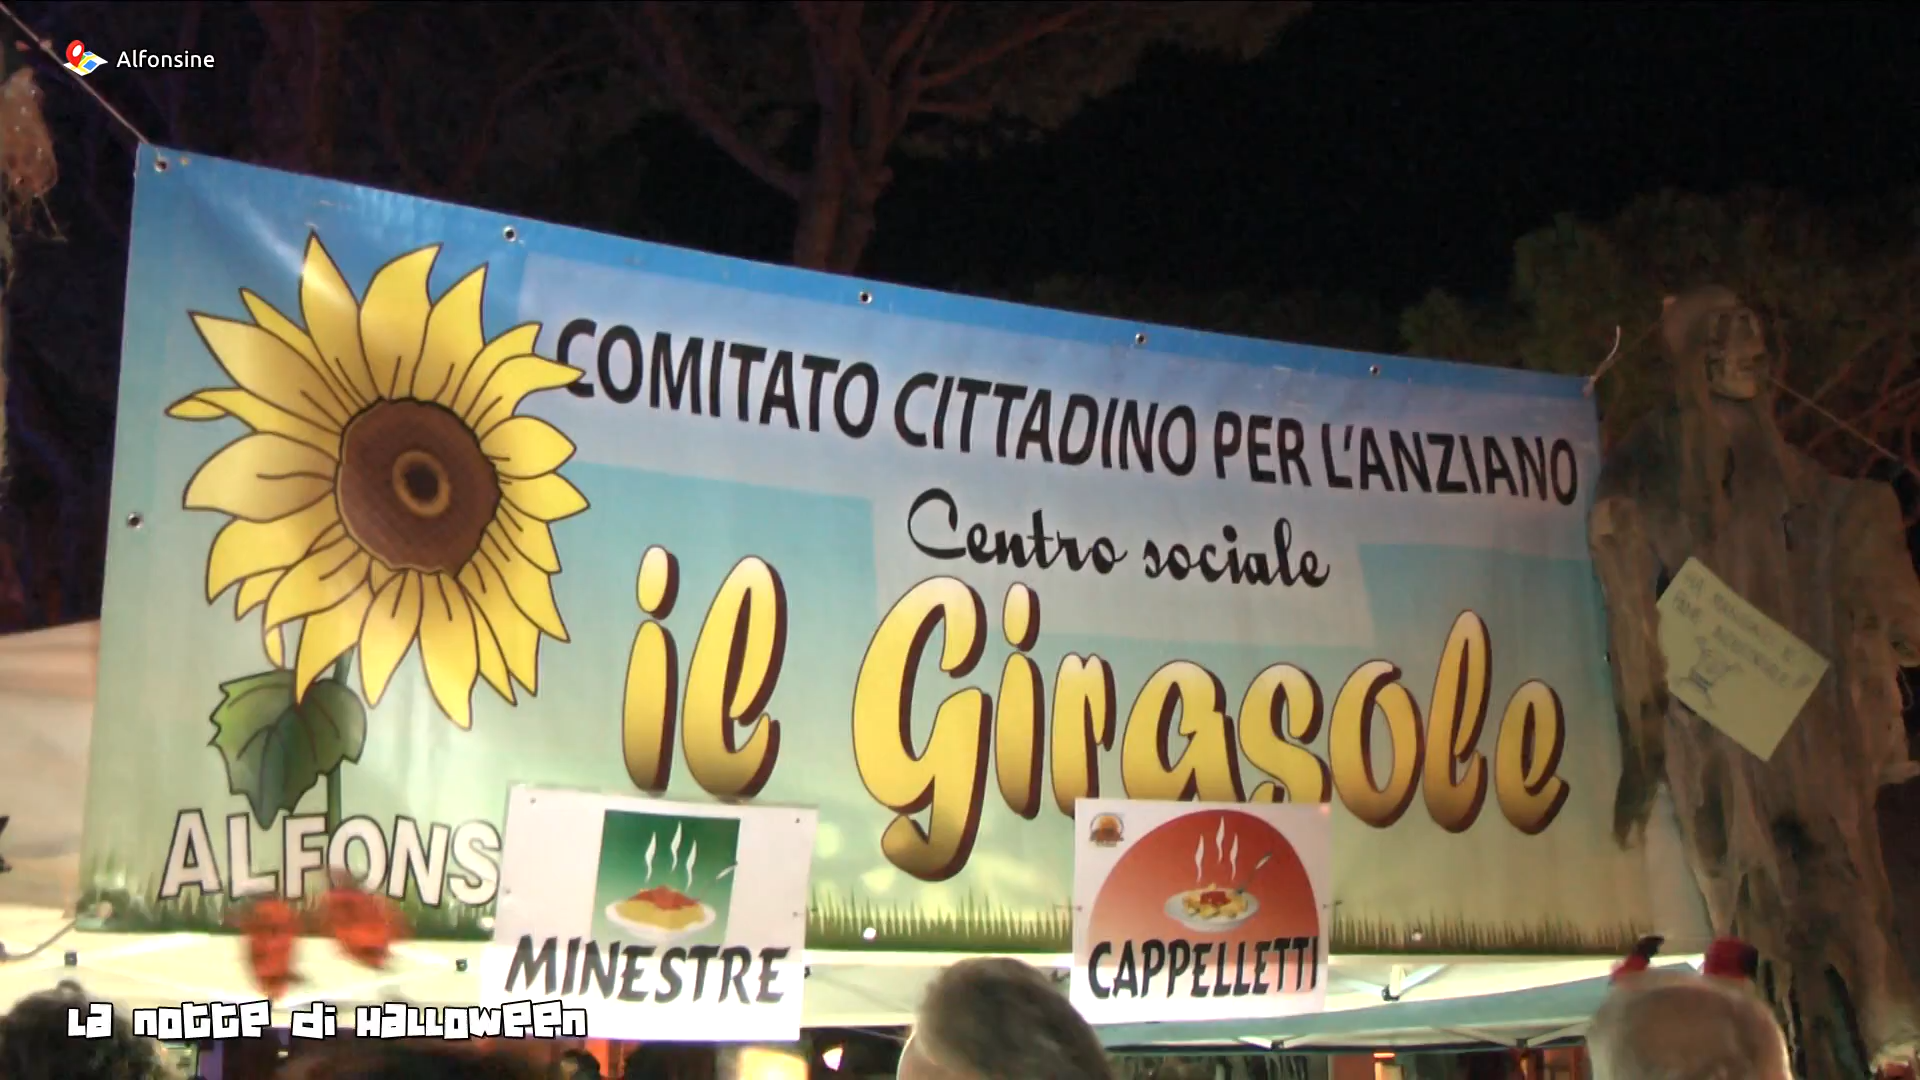 Alfonsine
COMITATO CITTADINO PER L'ANZIANO
Centro sociale
il Girasole
ALFONS
MINESTRE
CAPPELLETTI
La notte di Halloween